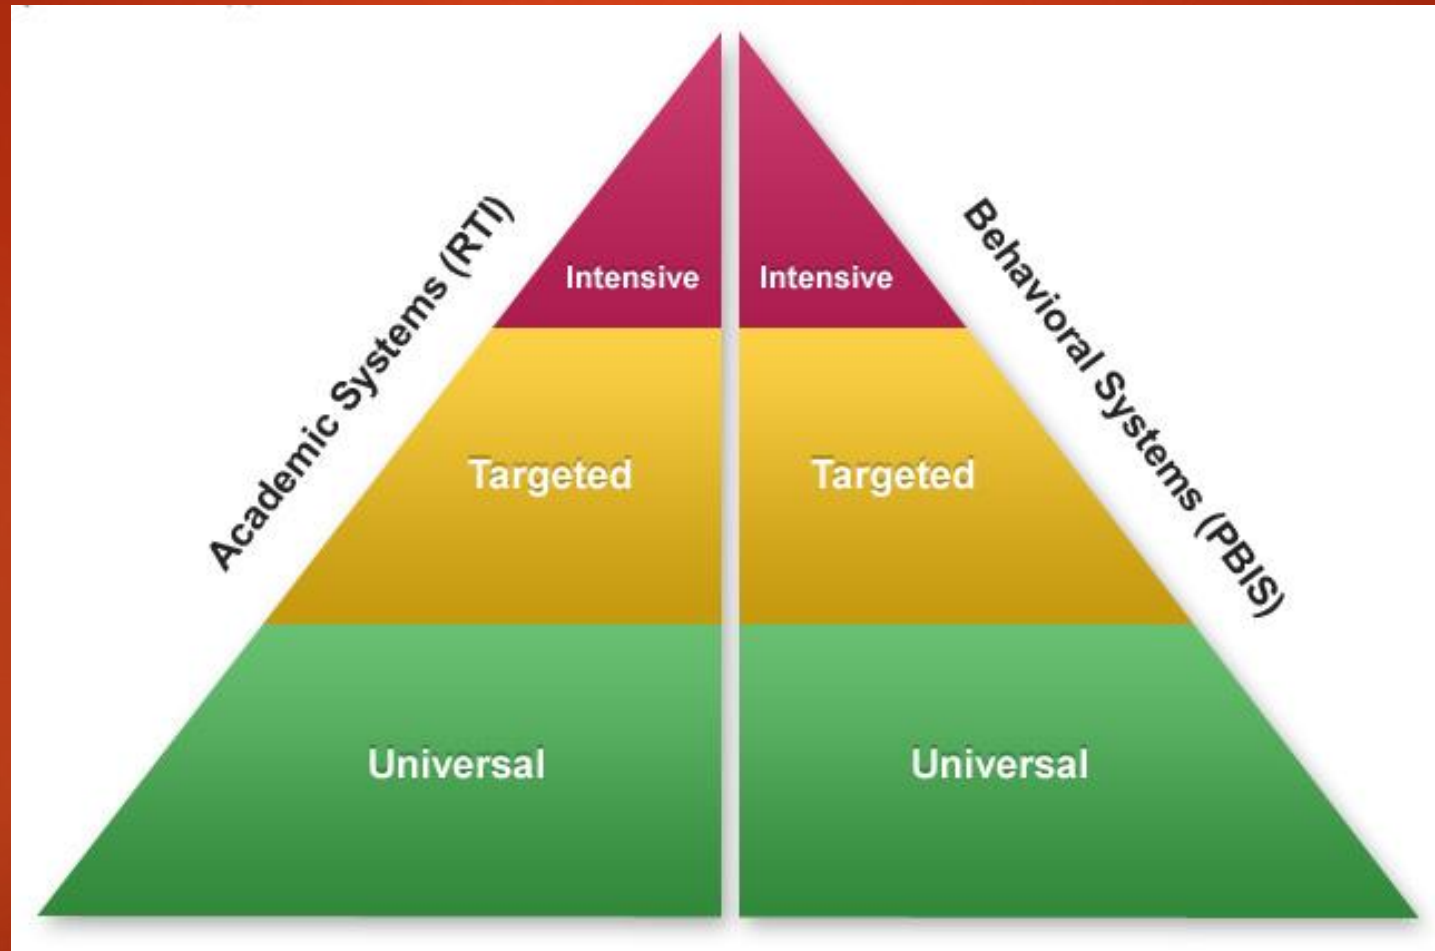 Academic Systems (RTI)
Behavioral Systems (PBIS)
Intensive
Intensive
Targeted
Targeted
Universal
Universal